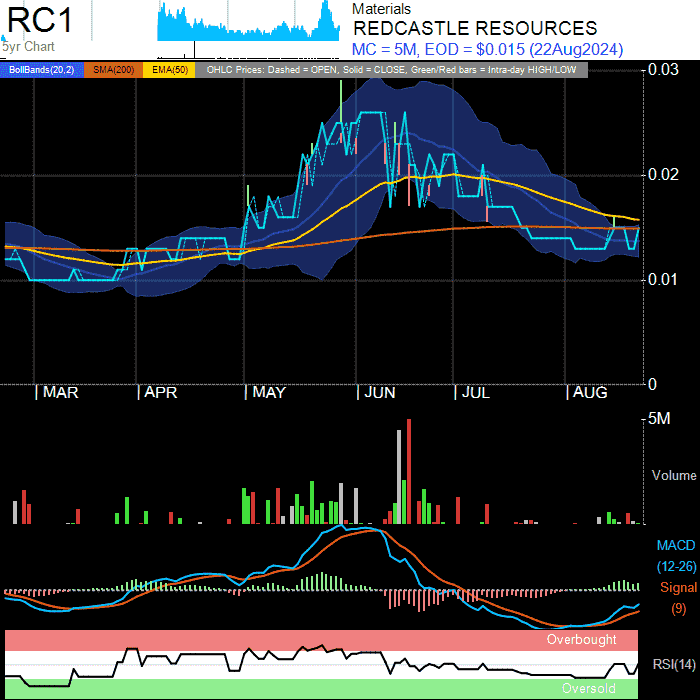 RC1
5yr Chart
Materials
REDCASTLE RESOURCES
MC = 5M, EOD = $0.015 (22Aug2024)
BollBands(20,2) SMA(200) EMA(50) OHLC Prices: Dashed = OPEN, Solid = CLOSE, Green/Red bars = Intra-day HIGH/LOW
0.03
0.02
0.01
0
| MAR | APR | MAY | JUN | JUL | AUG
5M
Volume
MACD
(12-26)
Signal
(9)
Overbought
RSI(14)
Oversold